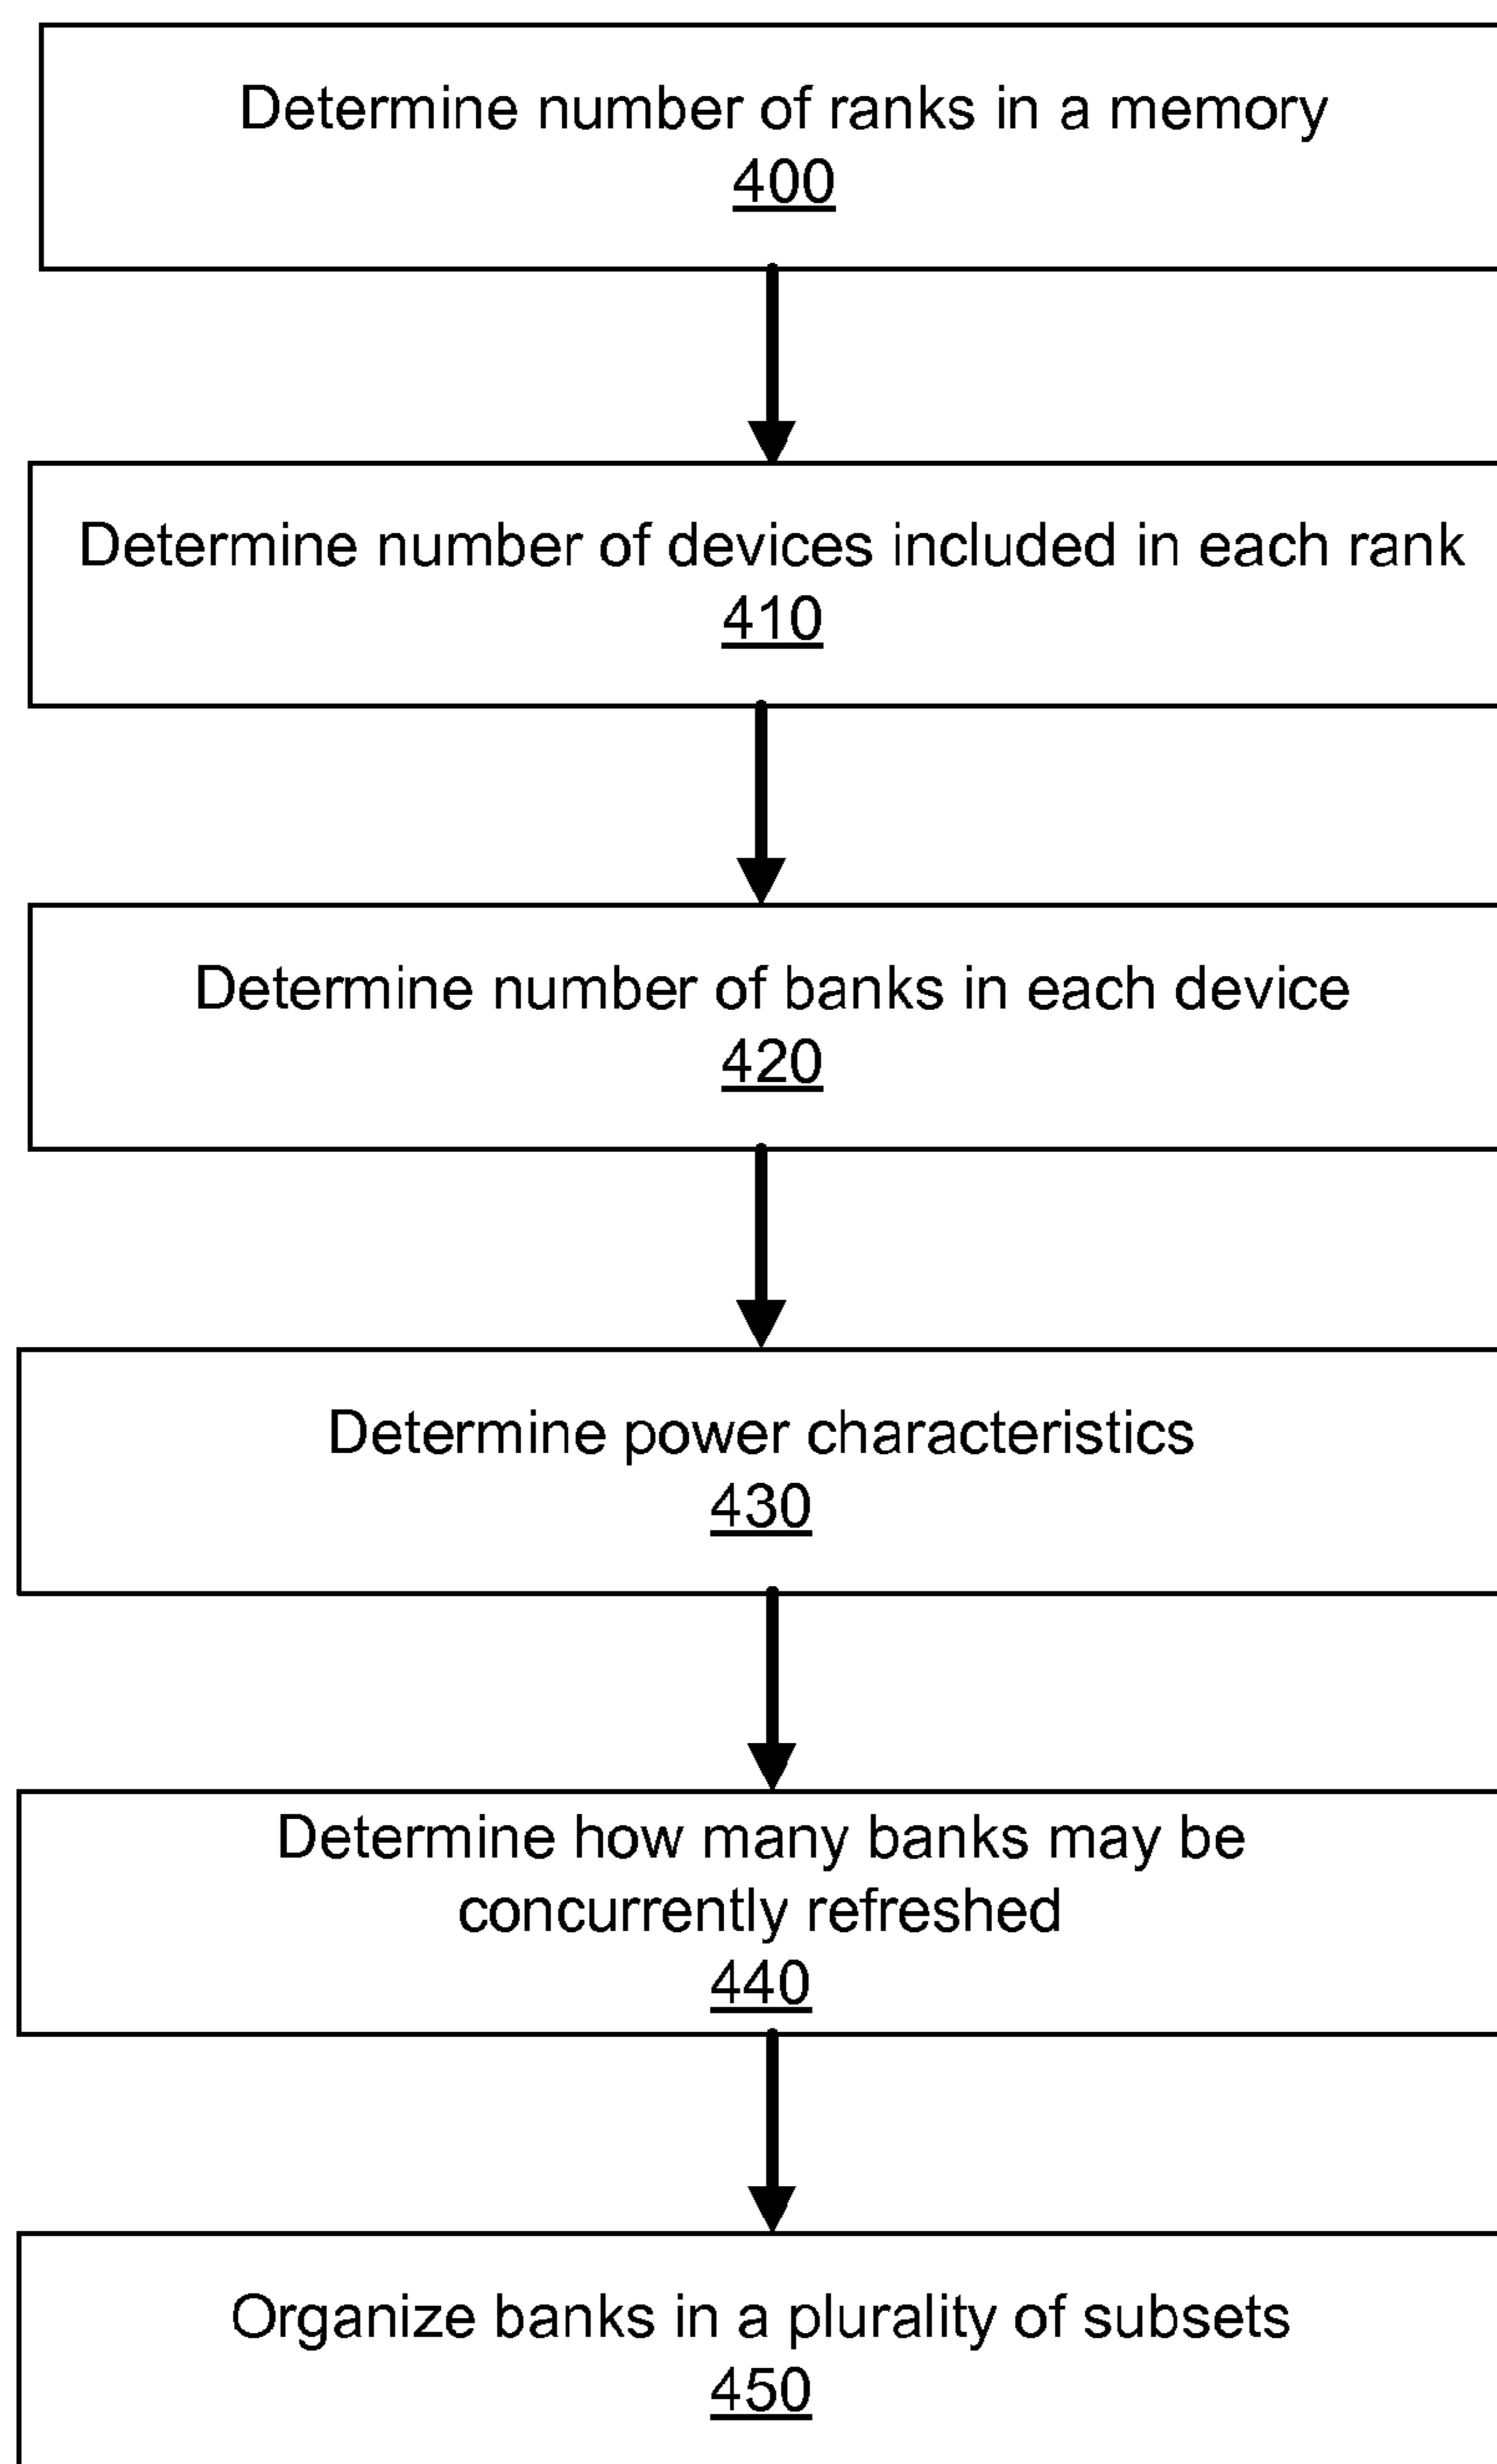 Determine number of ranks in a memory
400
Determine number of devices included in each rank
410
Determine number of banks in each device
420
Determine power characteristics
430
Determine how many banks may be
concurrently refreshed
440
Organize banks in a plurality of subsets
450